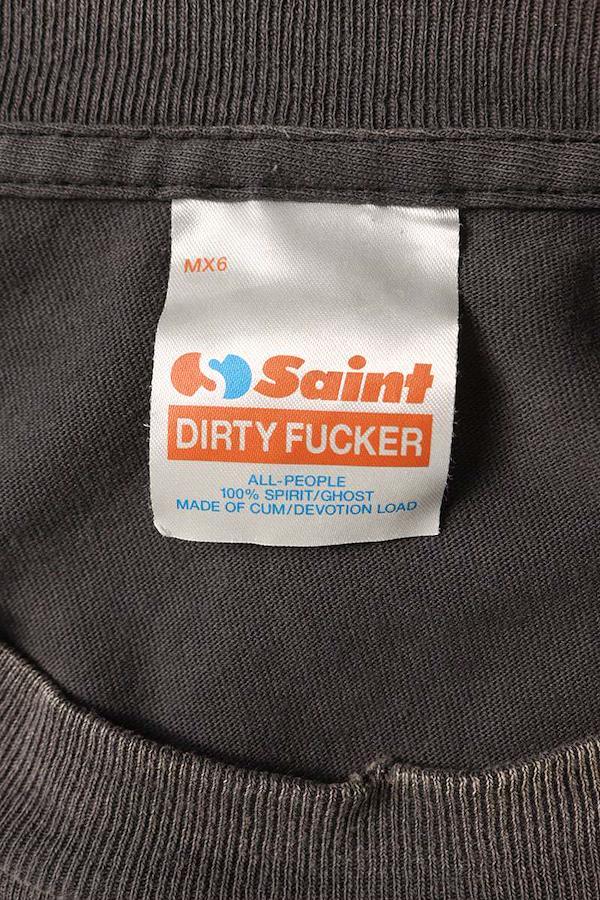 MX6
Saint
DIRTY FUCKER
ALL-PEOPLE
100% SPIRIT/GHOST
MADE OF CUM/DEVOTION LOAD